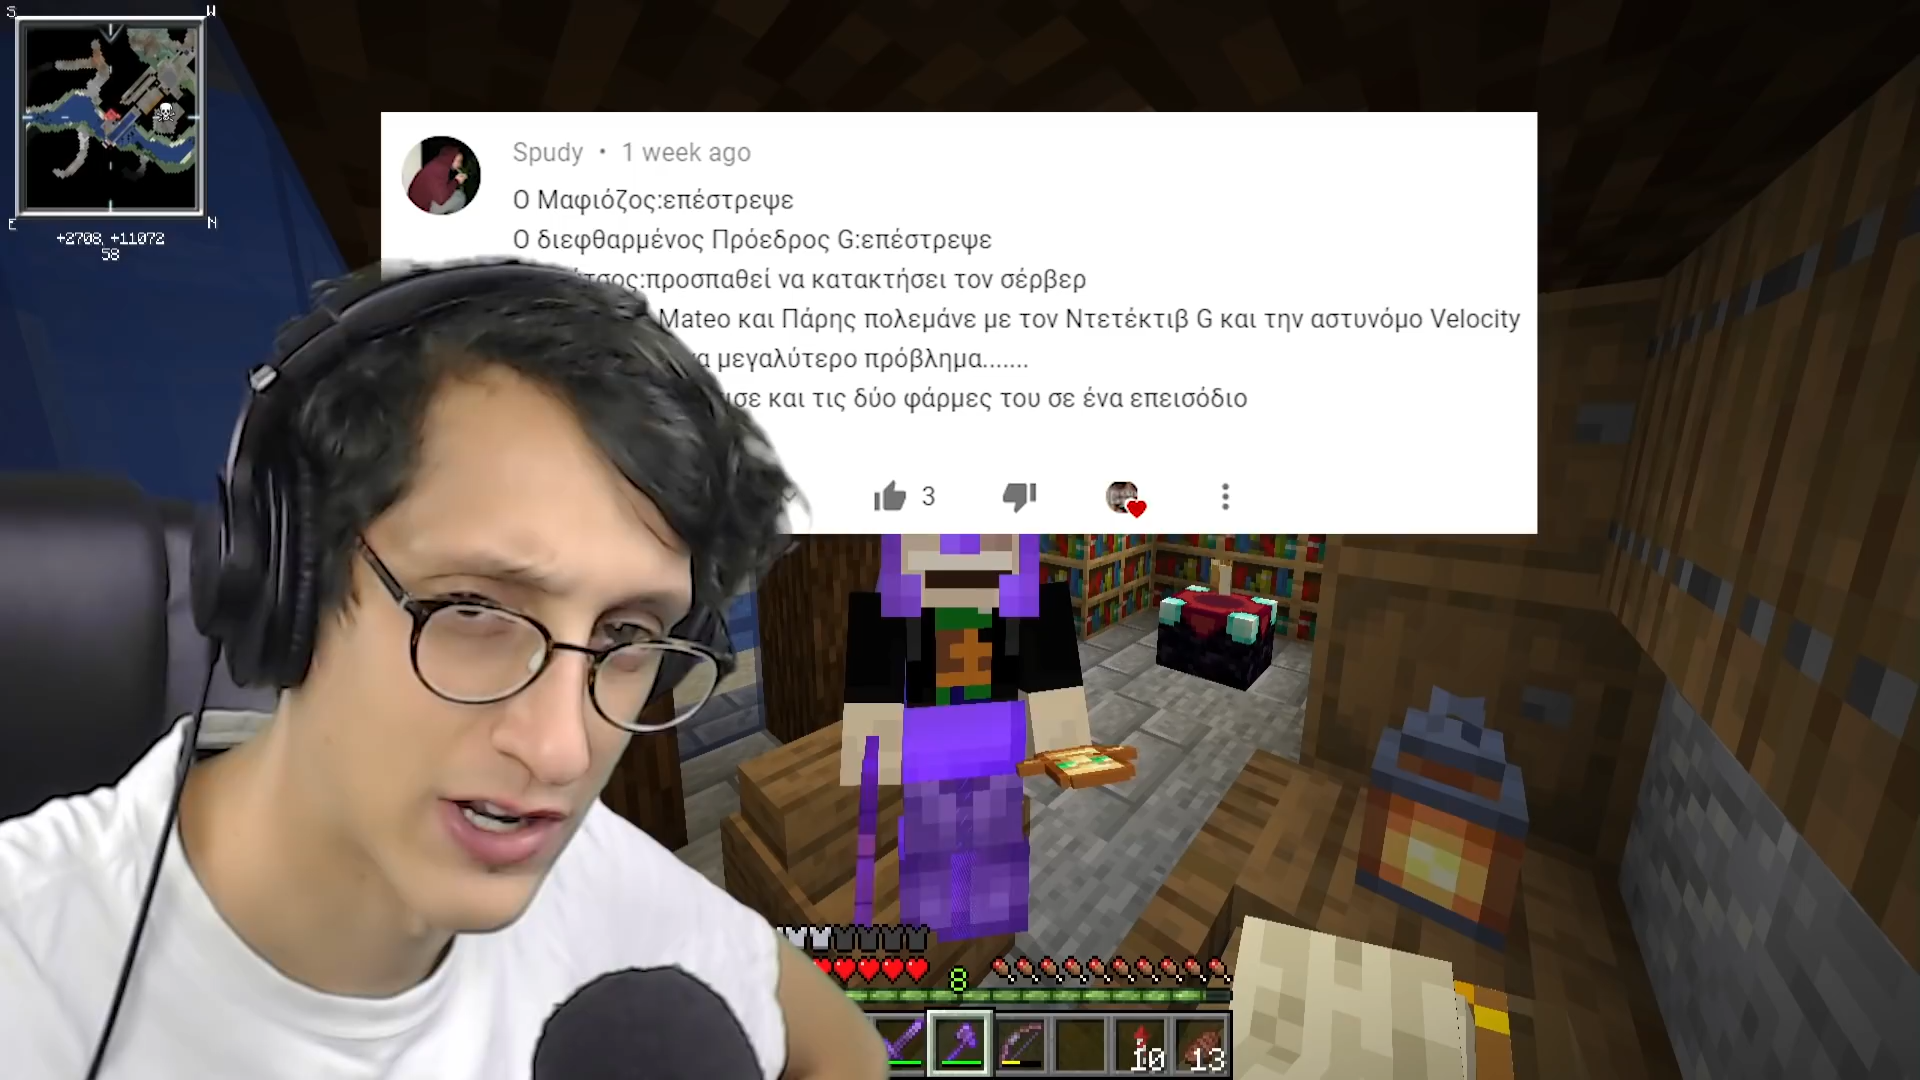 S W
E N
+2708, +11072
58
Spudy • 1 week ago
Ο Μαφιόζος:επέστρεψε
Ο διεφθαρμένος Πρόεδρος G:επέστρεψε
προσπαθεί να κατακτήσει τον σέρβερ
Mateo και Πάρης πολεμάνε με τον Ντετέκτιβ G και την αστυνόμο Velocity
μεγαλύτερο πρόβλημα.......
και τις δύο φάρμες του σε ένα επεισόδιο
3
8
10 13